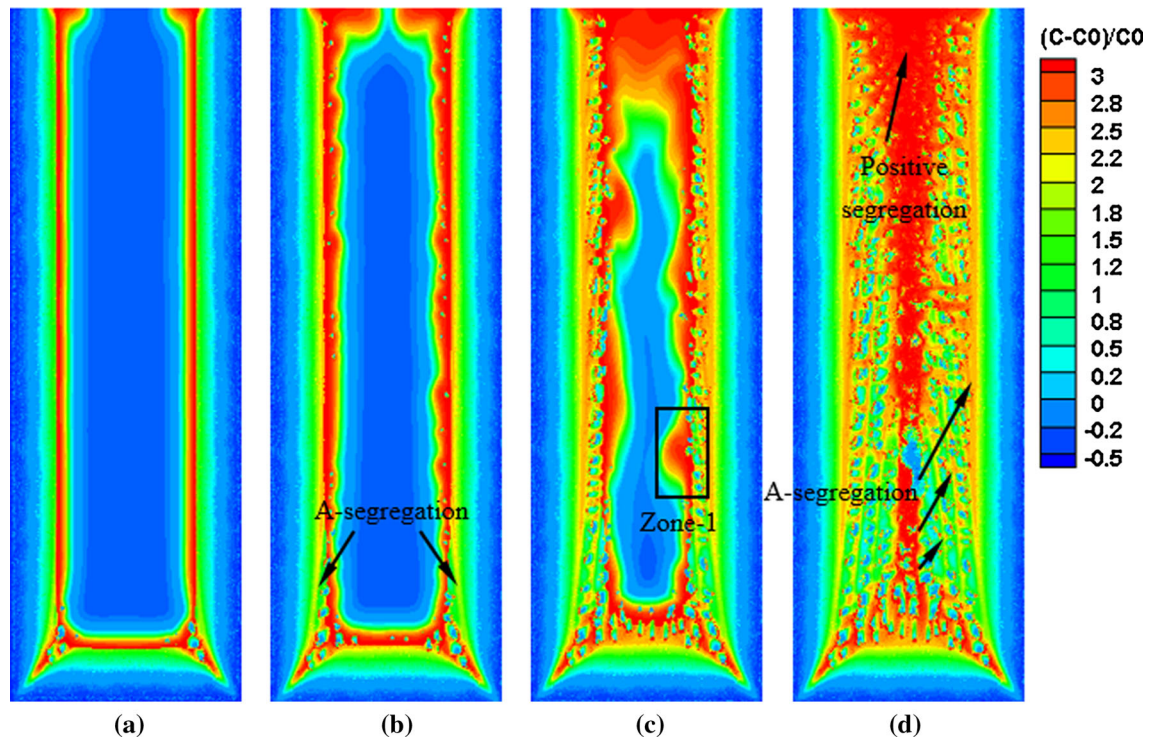 (C-C0)/C0
3
2.8
2.5
2.2
2
1.8
1.5
1.2
1
0.8
0.5
0.2
0
-0.2
-0.5
Positive
segregation
A-segregation
Zone-1
A-segregation
(a)
(b)
(c)
(d)